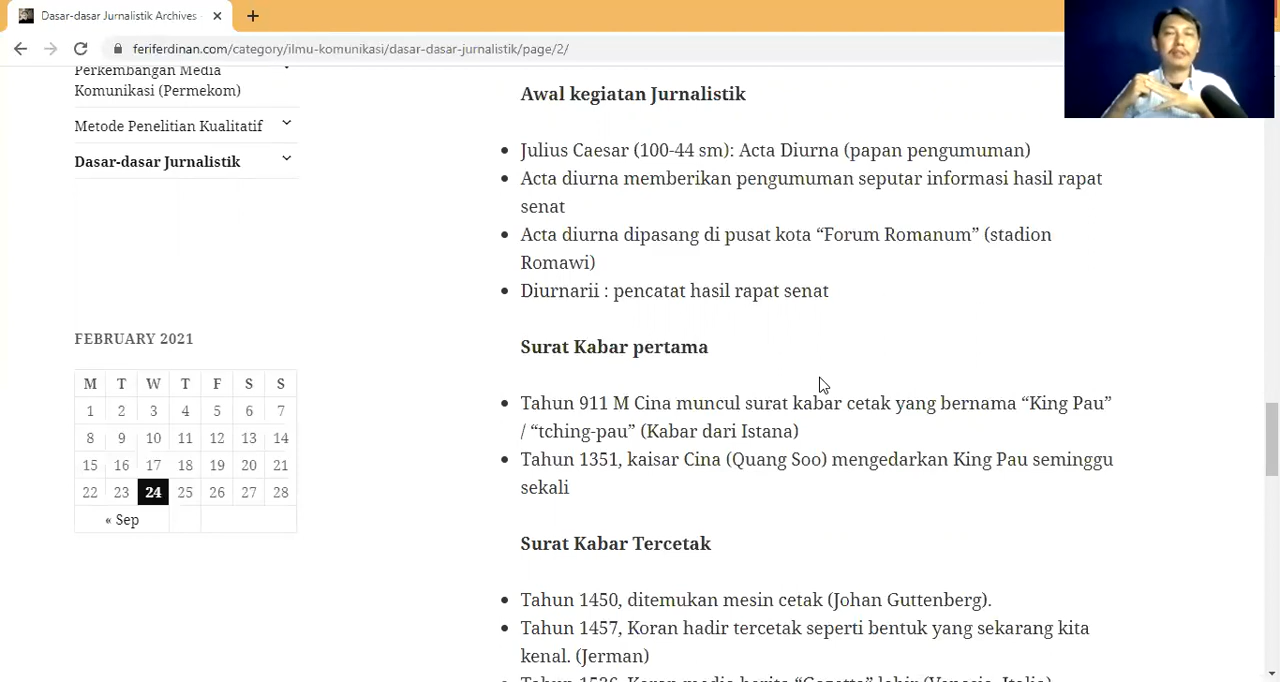 Dasar-dasar Jurnalistik Archives
feriferdinan.com/category/ilmu-komunikasi/dasar-dasar-jurnalistik/page/2/
Perkembangan Media
Komunikasi (Permekom)
Metode Penelitian Kualitatif
Dasar-dasar Jurnalistik
FEBRUARY 2021
M T W T F S S
1 2 3 4 5 6 7
8 9 10 11 12 13 14
15 16 17 18 19 20 21
22 23 24 25 26 27 28
« Sep
Awal kegiatan Jurnalistik
Julius Caesar (100-44 sm): Acta Diurna (papan pengumuman)
Acta diurna memberikan pengumuman seputar informasi hasil rapat
senat
Acta diurna dipasang di pusat kota “Forum Romanum” (stadion
Romawi)
Diurnarii : pencatat hasil rapat senat
Surat Kabar pertama
Tahun 911 M Cina muncul surat kabar cetak yang bernama “King Pau”
/ “tching-pau” (Kabar dari Istana)
Tahun 1351, kaisar Cina (Quang Soo) mengedarkan King Pau seminggu
sekali
Surat Kabar Tercetak
Tahun 1450, ditemukan mesin cetak (Johan Guttenberg).
Tahun 1457, Koran hadir tercetak seperti bentuk yang sekarang kita
kenal. (Jerman)